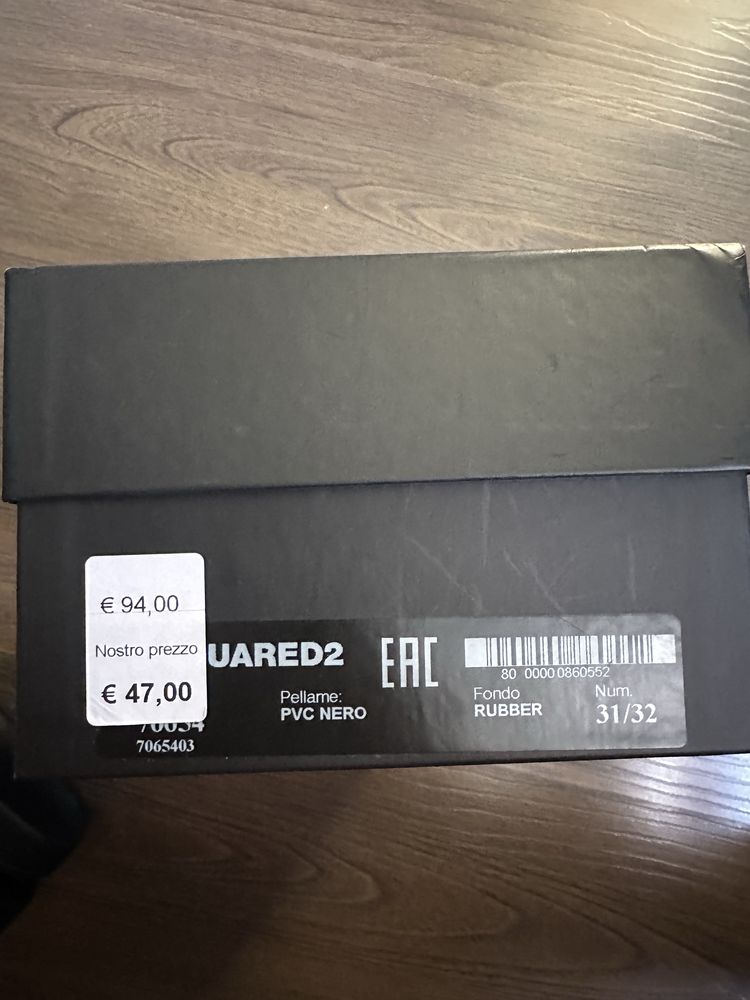 € 94,00
Nostro prezzo
€ 47,00
UARED2
EAC
80 0000 0860552
Pellame:
PVC NERO
Fondo
RUBBER
Num.
31/32
70654
7065403